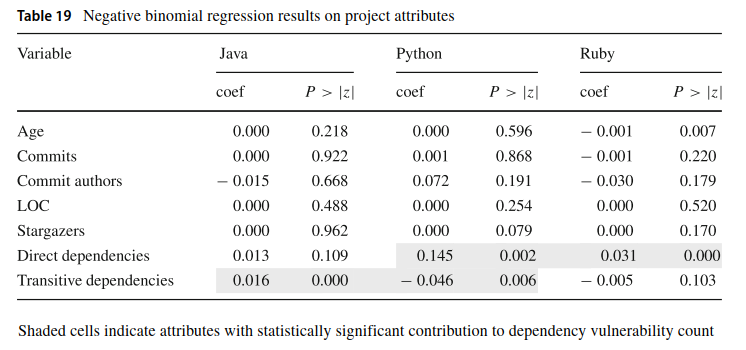 Table 19 Negative binomial regression results on project attributes
Variable Java Python Ruby
coef P > |z| coef P > |z| coef P > |z|
Age 0.000 0.218 0.000 0.596 − 0.001 0.007
Commits 0.000 0.922 0.001 0.868 − 0.001 0.220
Commit authors − 0.015 0.668 0.072 0.191 − 0.030 0.179
LOC 0.000 0.488 0.000 0.254 0.000 0.520
Stargazers 0.000 0.962 0.000 0.079 0.000 0.170
Direct dependencies 0.013 0.109 0.145 0.002 0.031 0.000
Transitive dependencies 0.016 0.000 − 0.046 0.006 − 0.005 0.103
Shaded cells indicate attributes with statistically significant contribution to dependency vulnerability count